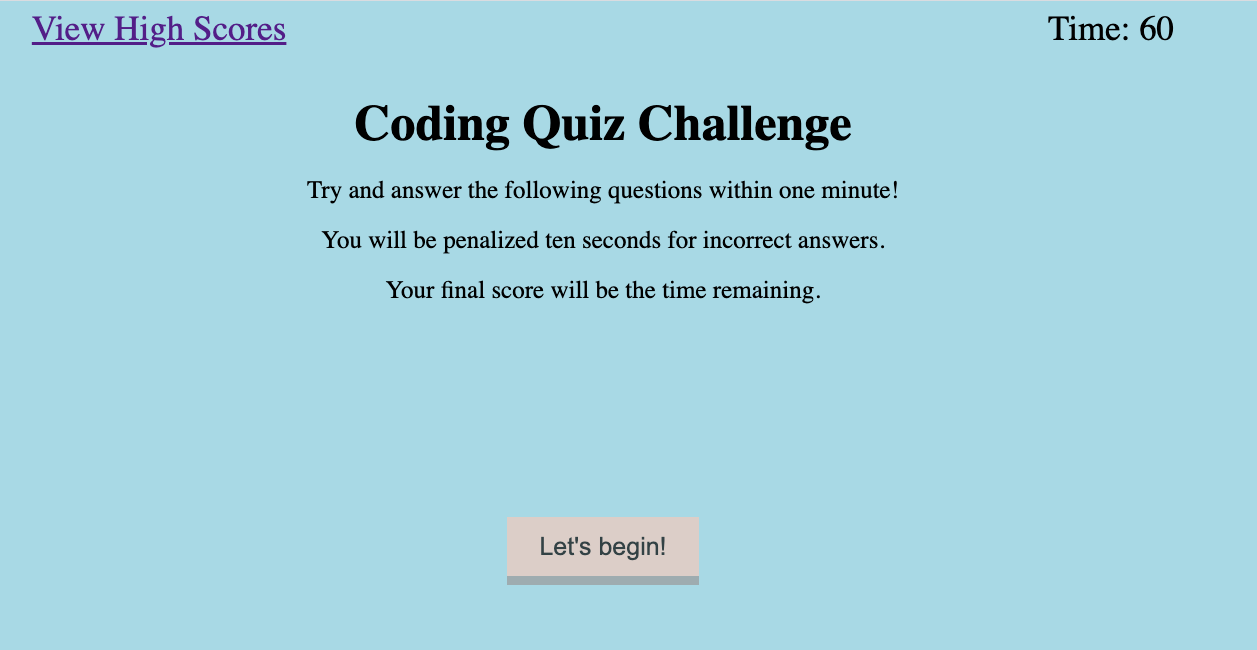 View High Scores
Time: 60
Coding Quiz Challenge
Try and answer the following questions within one minute!
You will be penalized ten seconds for incorrect answers.
Your final score will be the time remaining.
Let's begin!